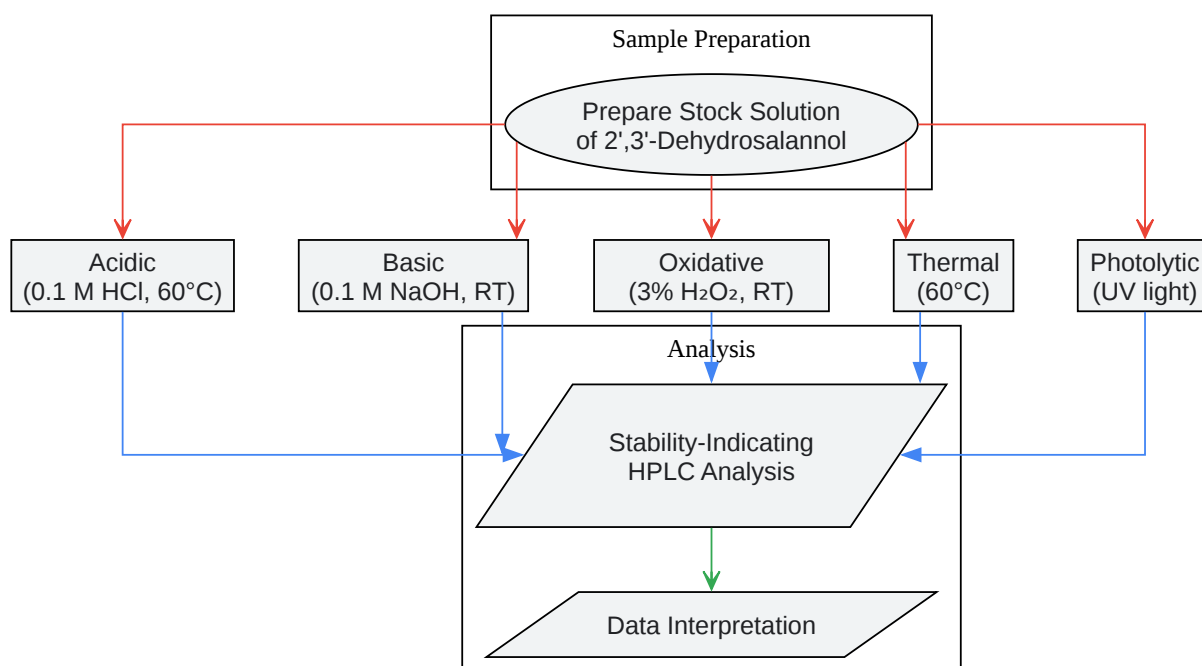 Sample Preparation
Prepare Stock Solution
of 2',3'-Dehydrosalannol
Acidic
(0.1 M HCl, 60°C)
Basic
(0.1 M NaOH, RT)
Oxidative
(3% H₂O₂, RT)
Thermal
(60°C)
Photolytic
(UV light)
Analysis
Stability-Indicating
HPLC Analysis
Data Interpretation